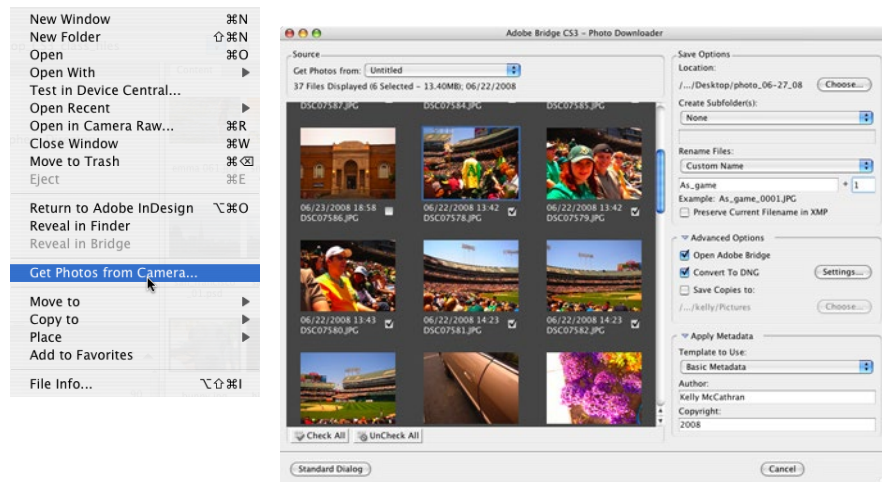 New Window ⌘N
New Folder ⇧⌘N
Open ⌘O
Open With
Test in Device Central...
Open Recent
Open in Camera Raw... ⌘R
Close Window ⌘W
Move to Trash ⌘⌫
Eject ⌘E
Return to Adobe InDesign ⌥⌘O
Reveal in Finder
Reveal in Bridge
Get Photos from Camera...
Move to
Copy to
Place
Add to Favorites
File Info... ⌥⇧⌘I
Adobe Bridge CS3 - Photo Downloader
Source
Get Photos from: Untitled
37 Files Displayed (6 Selected - 13.40MB): 06/22/2008
DSC07587.JPG DSC07584.JPG DSC07585.JPG
06/23/2008 18:58 06/22/2008 13:42 06/22/2008 13:42
DSC07586.JPG DSC07578.JPG DSC07579.JPG
06/22/2008 13:43 06/22/2008 14:23 06/22/2008 14:23
DSC07580.JPG DSC07581.JPG DSC07582.JPG
Check All UnCheck All
Standard Dialog
Save Options
Location:
/.../Desktop/photo_06-27_08 Choose...
Create Subfolder(s):
None
Rename Files:
Custom Name
As_game + 1
Example: As_game_0001.JPG
Preserve Current Filename in XMP
Advanced Options
Open Adobe Bridge
Convert To DNG Settings...
Save Copies to:
/.../kelly/Pictures Choose...
Apply Metadata
Template to Use:
Basic Metadata
Author:
Kelly McCathran
Copyright:
2008
Cancel